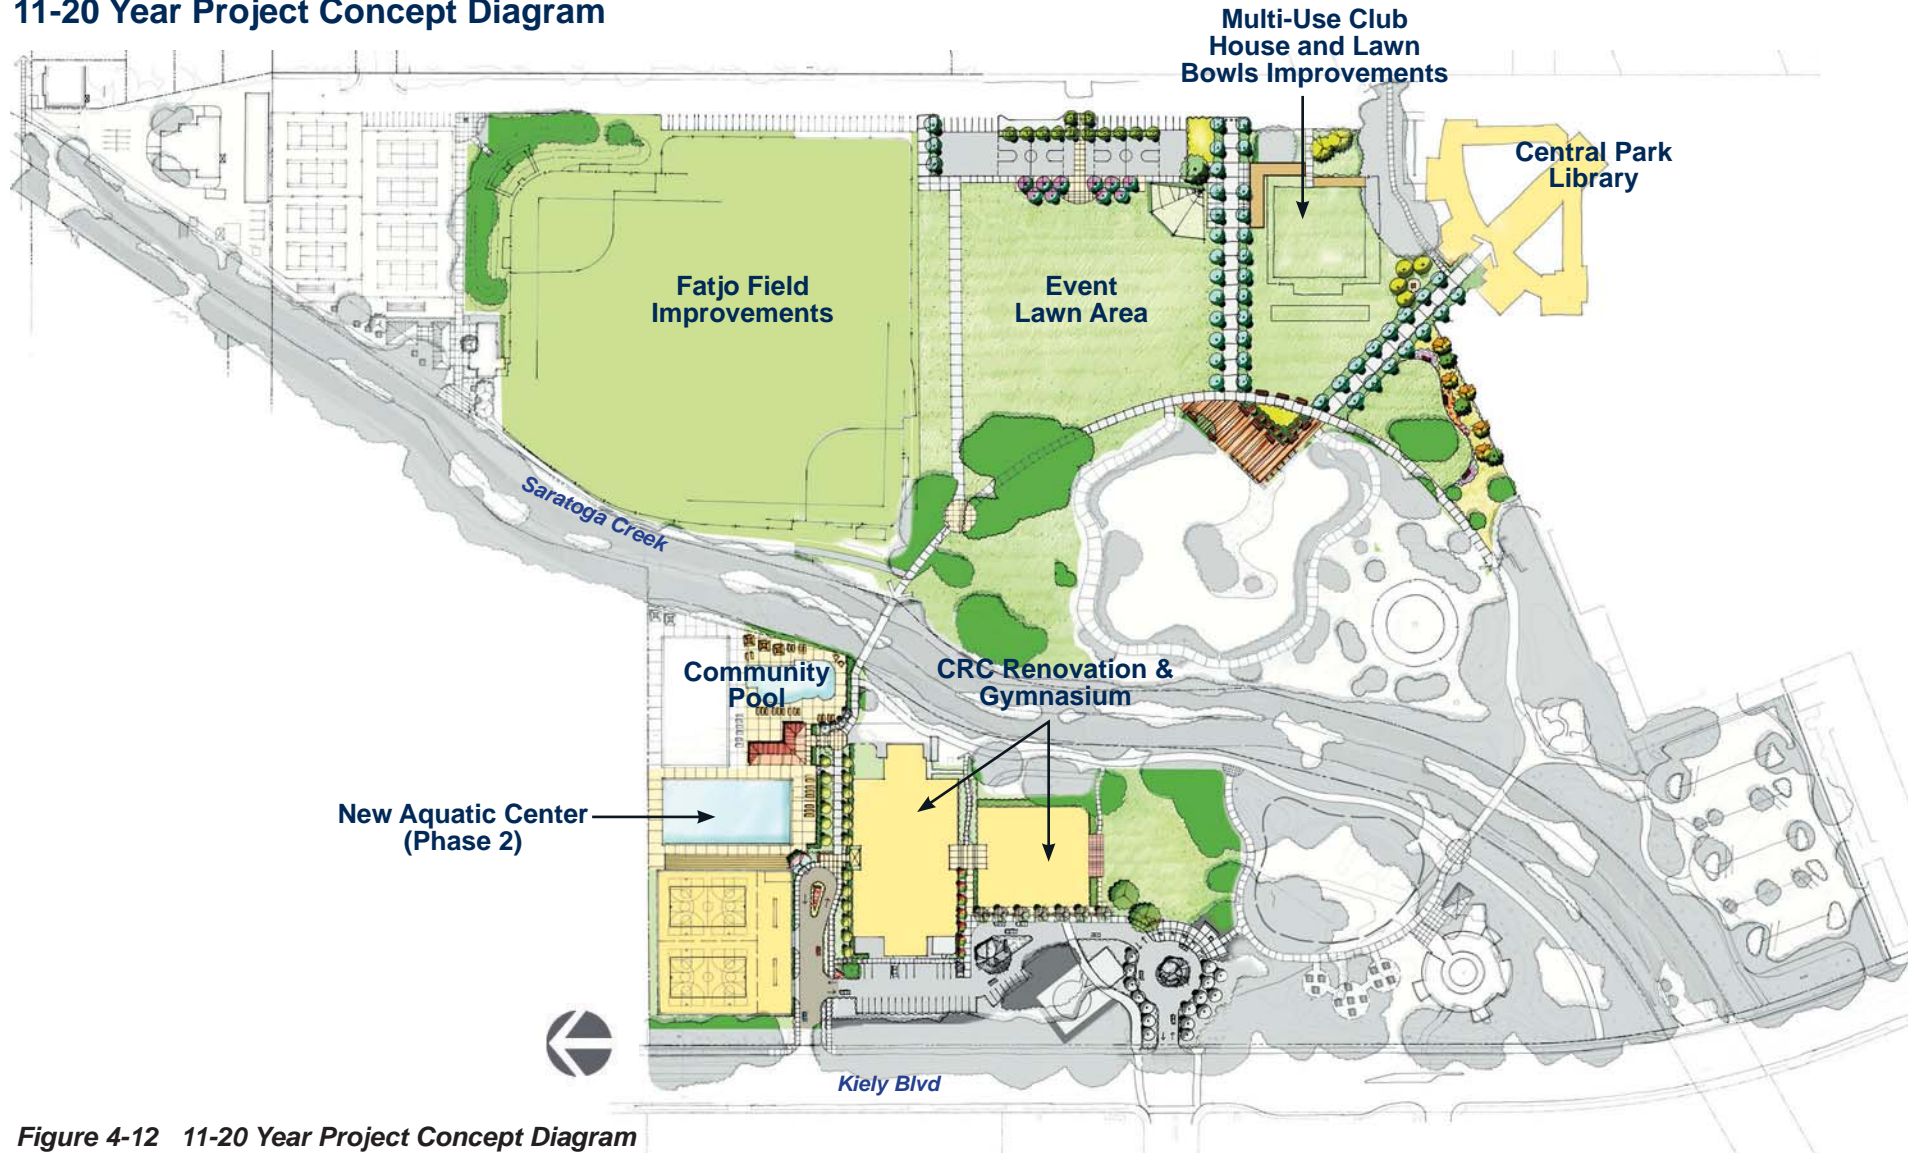 11-20 Year Project Concept Diagram
Multi-Use Club
House and Lawn
Bowls Improvements
Central Park
Library
Fatjo Field
Improvements
Event
Lawn Area
Saratoga Creek
Community
Pool
CRC Renovation &
Gymnasium
New Aquatic Center
(Phase 2)
Kiely Blvd
Figure 4-12 11-20 Year Project Concept Diagram